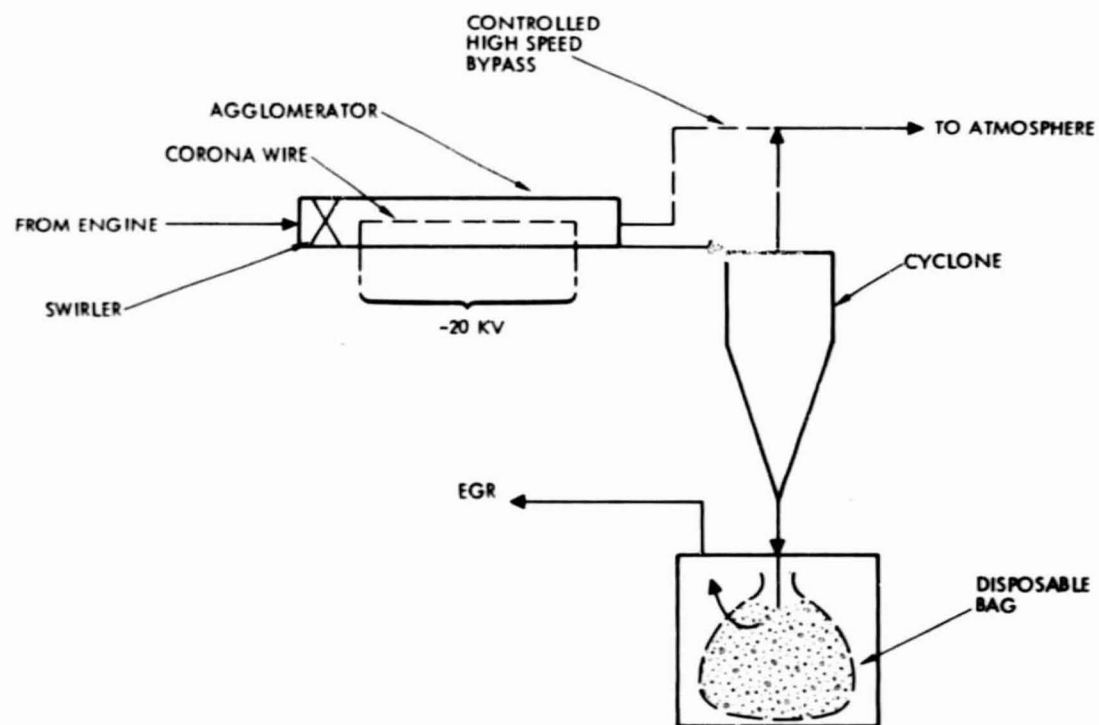 CONTROLLED
HIGH SPEED
BYPASS
AGGLOMERATOR
TO ATMOSPHERE
CORONA WIRE
FROM ENGINE
CYCLONE
SWIRLER
-20 KV
EGR
DISPOSABLE
BAG